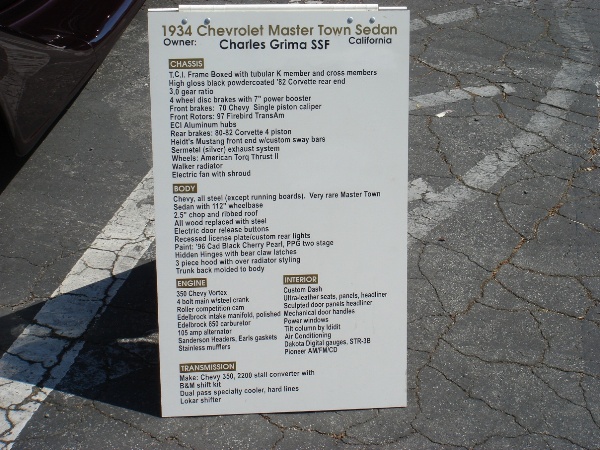 1934 Chevrolet Master Town Sedan
Owner: Charles Grima SSF California
CHASSIS
T.C.I. Frame Boxed with tubular K member and cross members
High gloss black powdercoated '82 Corvette rear end
3.0 gear ratio
4 wheel disc brakes with 7" power booster
Front brakes: 70 Chevy Single piston caliper
Front Rotors: 97 Firebird TransAm
ECI Aluminum hubs
Rear brakes: 80-82 Corvette 4 piston
Heidt's Mustang front end w/custom sway bars
Sermetel (silver) exhaust system
Wheels: American Torq Thrust II
Walker radiator
Electric fan with shroud
BODY
Chevy, all steel (except running boards). Very rare Master Town
Sedan with 112" wheelbase
2.5" chop and ribbed roof
All wood replaced with steel
Electric door release buttons
Recessed license plate/custom rear lights
Paint: '96 Cad Black Cherry Pearl, PPG two stage
Hidden Hinges with bear claw latches
3 piece hood with over radiator styling
Trunk back molded to body
ENGINE
350 Chevy Vortex
4 bolt main w/steel crank
Roller competition cam
Edelbrock intake manifold, polished
Edelbrock 650 carburetor
105 amp alternator
Sanderson Headers, Earls gaskets
Stainless mufflers
INTERIOR
Custom Dash
Ultra-leather seats, panels, headliner
Sculpted door panels headliner
Mechanical door handles
Power windows
Tilt column by Ididit
Air Conditioning
Dakota Digital gauges, STR-3B
Pioneer AM/FM/CD
TRANSMISSION
Make: Chevy 350, 2200 stall converter with
B&M shift kit
Dual pass specialty cooler, hard lines
Lokar shifter